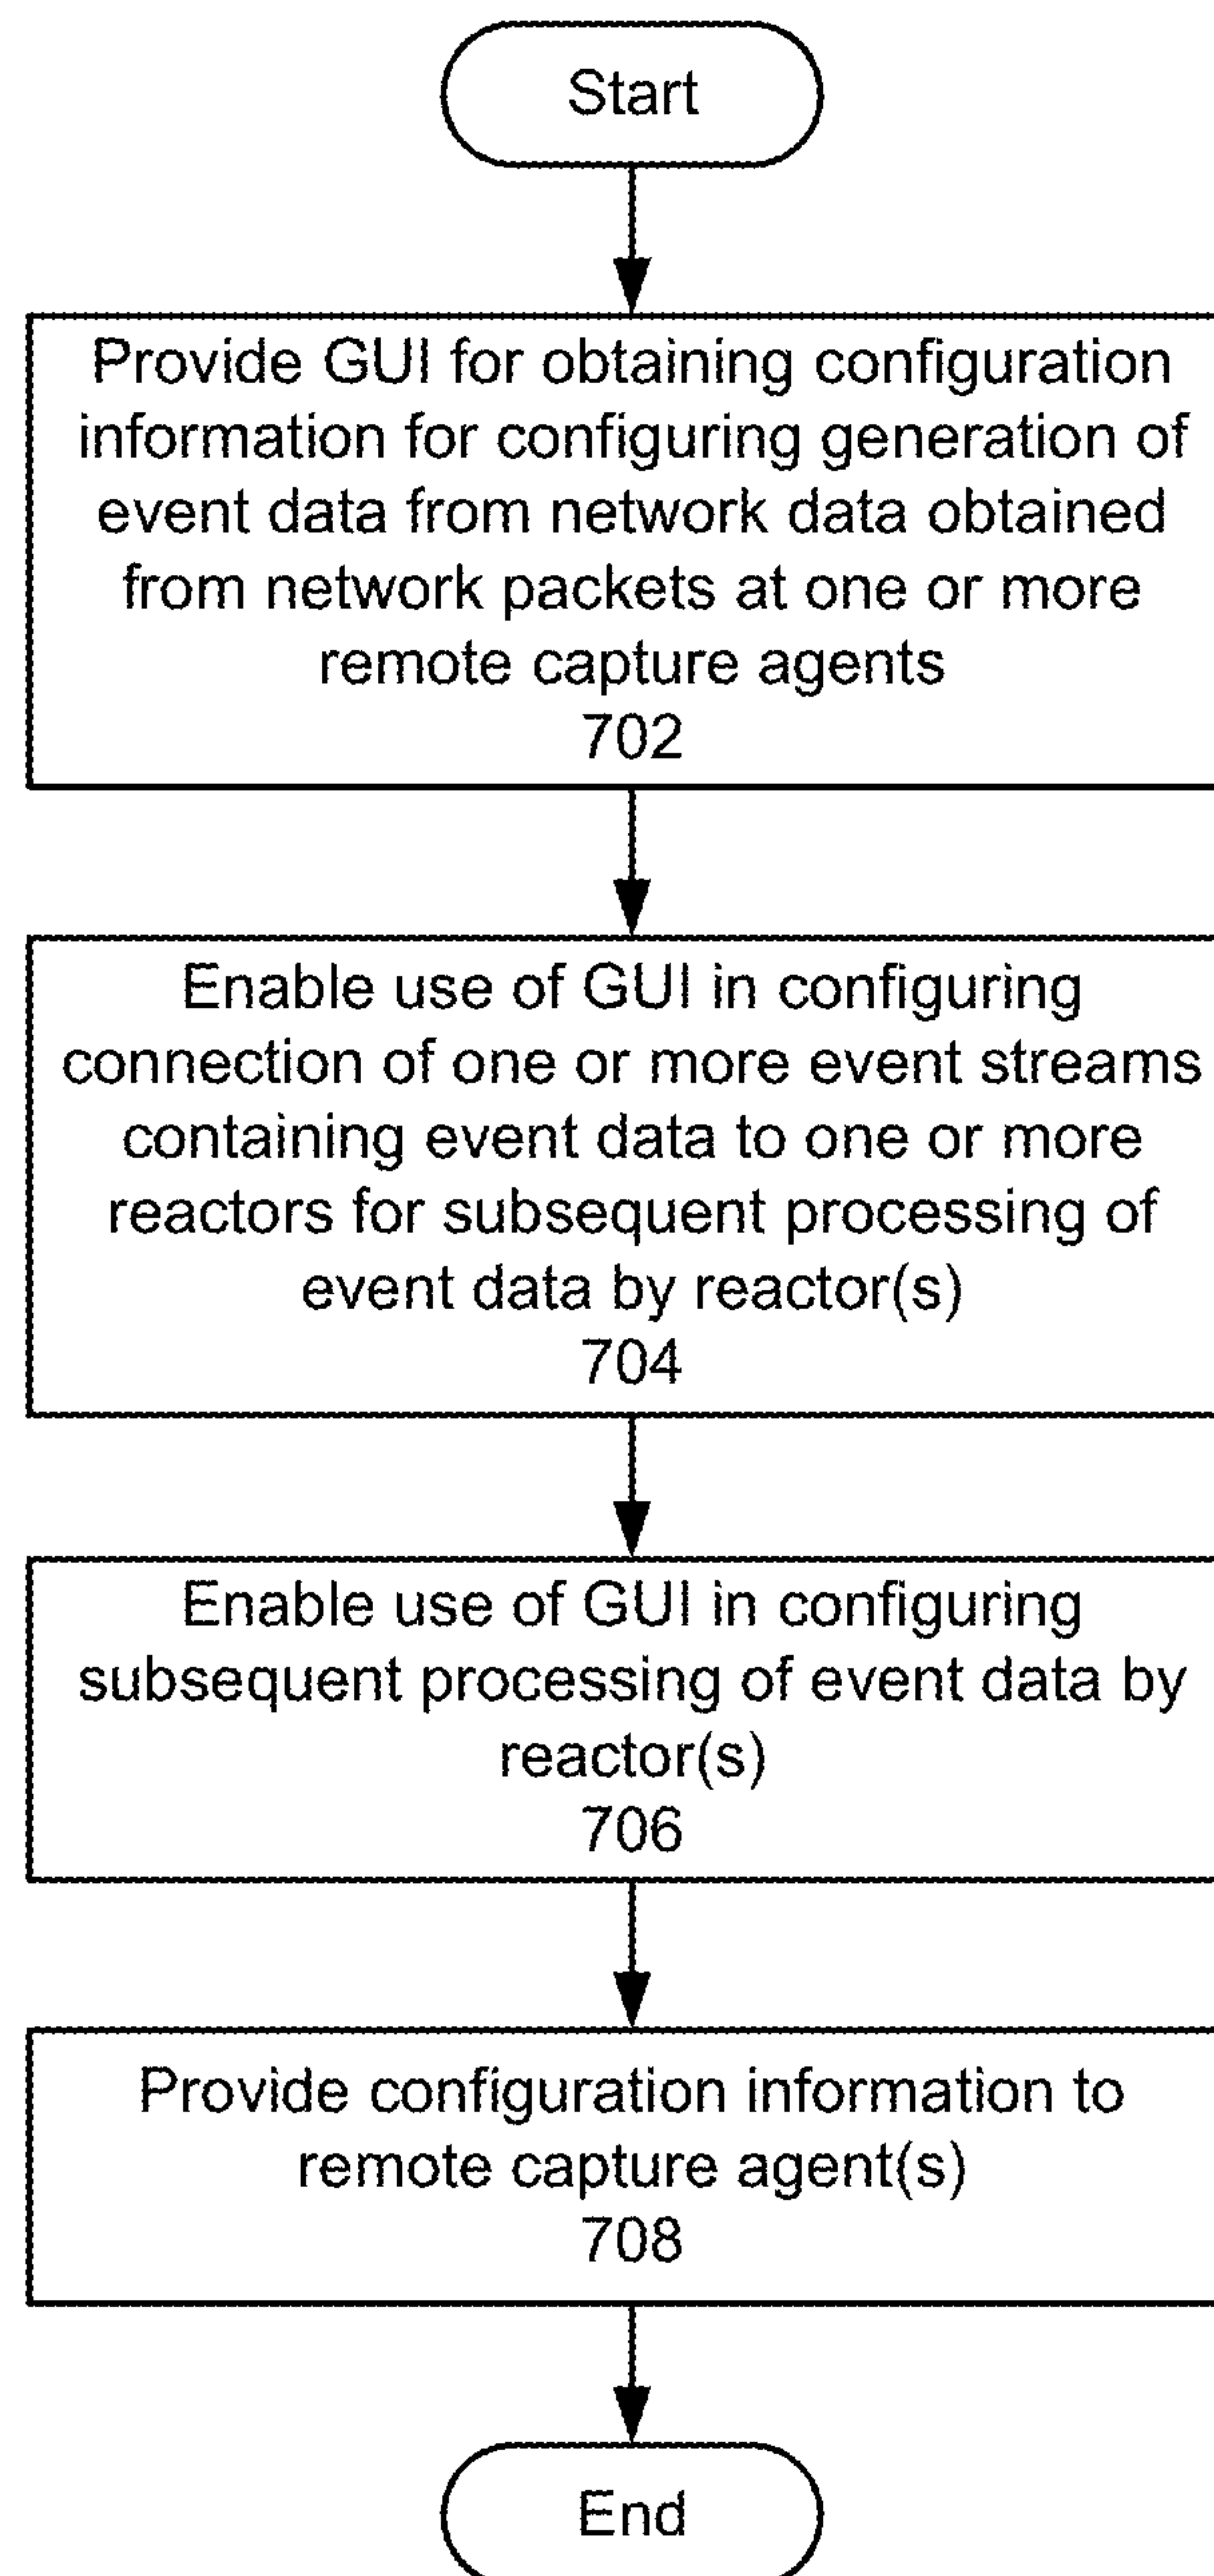 Start
Provide GUI for obtaining configuration
information for configuring generation of
event data from network data obtained
from network packets at one or more
remote capture agents
702
Enable use of GUI in configuring
connection of one or more event streams
containing event data to one or more
reactors for subsequent processing of
event data by reactor(s)
704
Enable use of GUI in configuring
subsequent processing of event data by
reactor(s)
706
Provide configuration information to
remote capture agent(s)
708
End